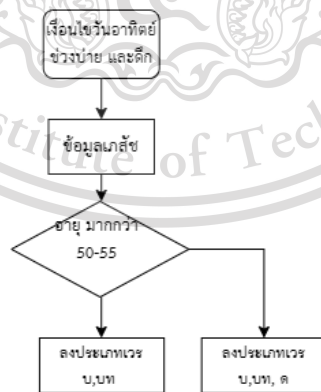 เงื่อนไขวันอาทิตย์
ช่วงบ่าย และดึก
stitute of Tec
ข้อมูลเภสัช
อายุ มากกว่า
50-55
ลงประเภทเวร
บ,บท
ลงประเภทเวร
บ,บท, ด